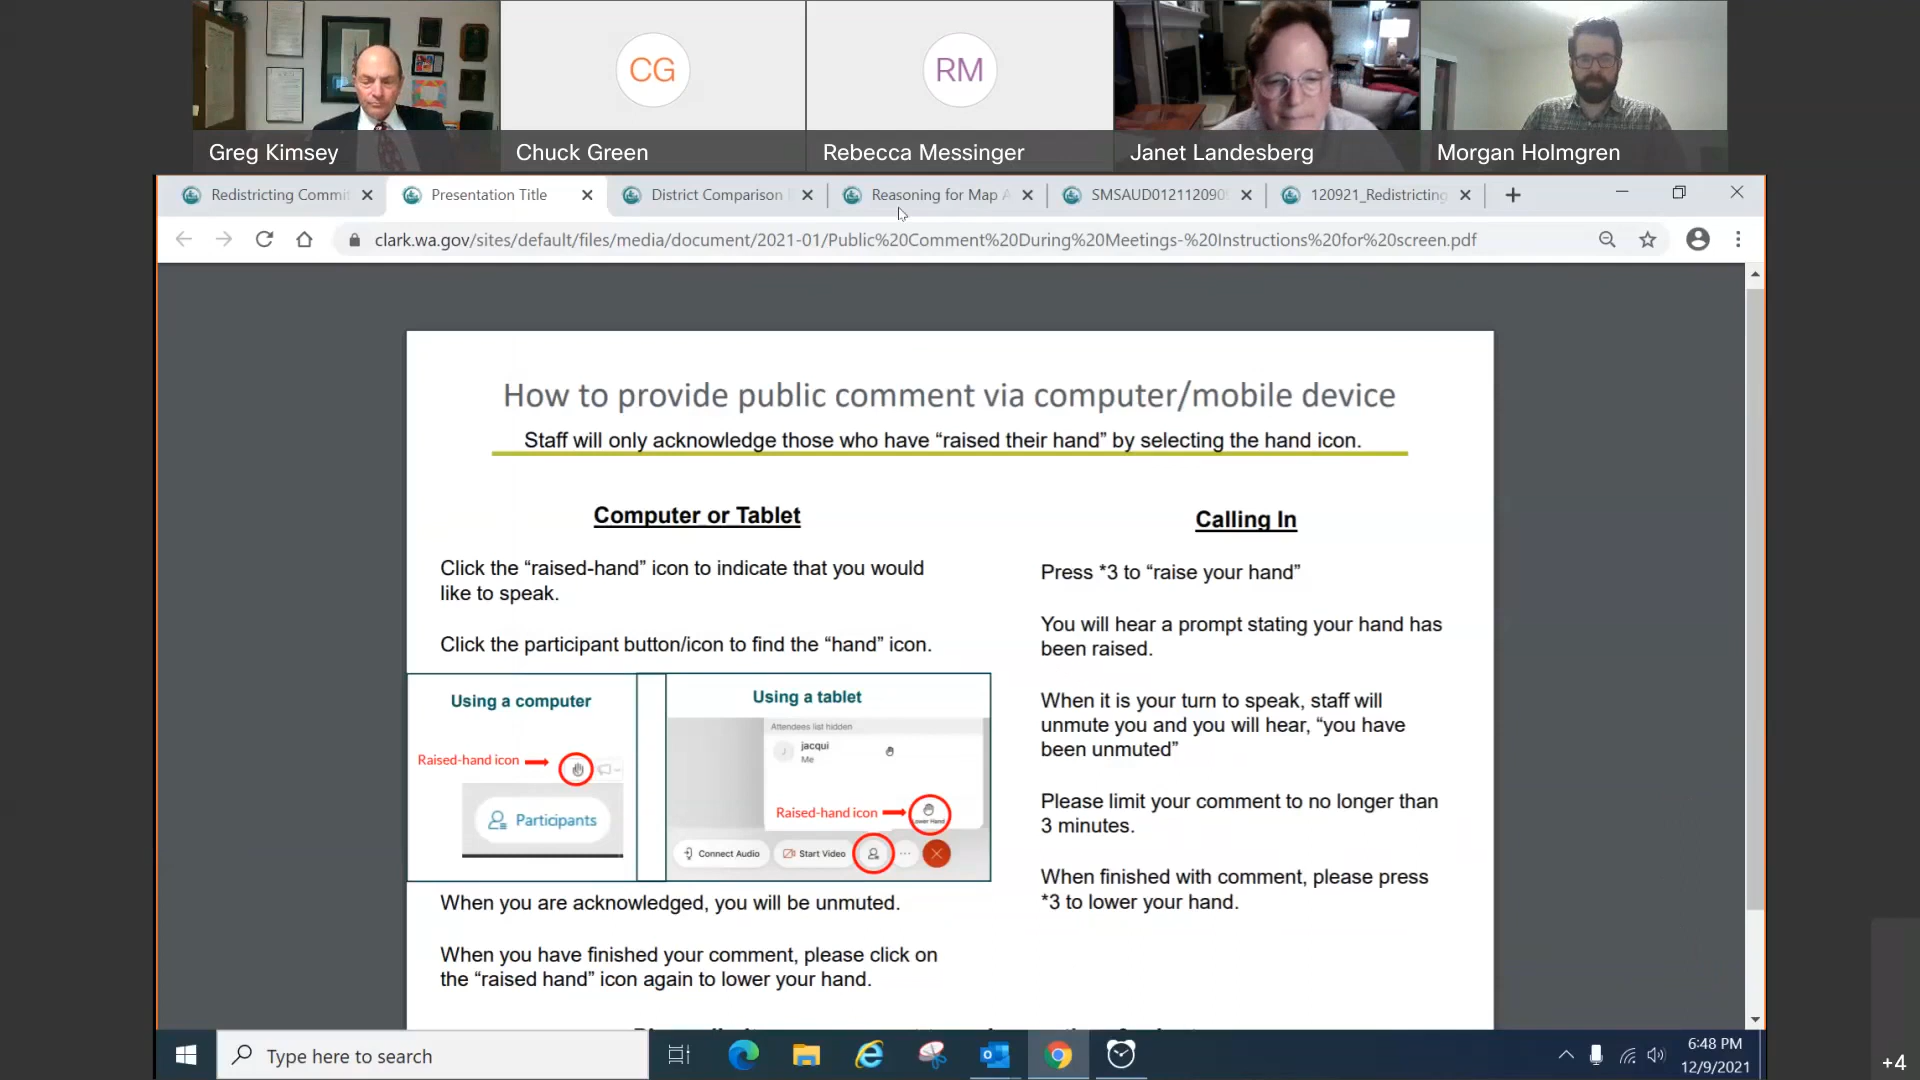 CG
RM
Greg Kimsey
Chuck Green
Rebecca Messinger
Janet Landesberg
Morgan Holmgren
Redistricting Commit
Presentation Title
District Comparison
Reasoning for Map A
SMSAUD01211209
120921_Redistricting
clark.wa.gov/sites/default/files/media/document/2021-01/Public%20Comment%20During%20Meetings-%20Instructions%20for%20screen.pdf
How to provide public comment via computer/mobile device
Staff will only acknowledge those who have “raised their hand” by selecting the hand icon.
Computer or Tablet
Click the “raised-hand” icon to indicate that you would
like to speak.
Click the participant button/icon to find the “hand” icon.
Using a computer
Raised-hand icon
Participants
Using a tablet
Attendees list hidden
J
jacqui
Me
Raised-hand icon
Lower Hand
Connect Audio
Start Video
When you are acknowledged, you will be unmuted.
When you have finished your comment, please click on
the “raised hand” icon again to lower your hand.
Calling In
Press *3 to “raise your hand”
You will hear a prompt stating your hand has
been raised.
When it is your turn to speak, staff will
unmute you and you will hear, “you have
been unmuted”
Please limit your comment to no longer than
3 minutes.
When finished with comment, please press
*3 to lower your hand.
Type here to search
6:48 PM
12/9/2021
+4